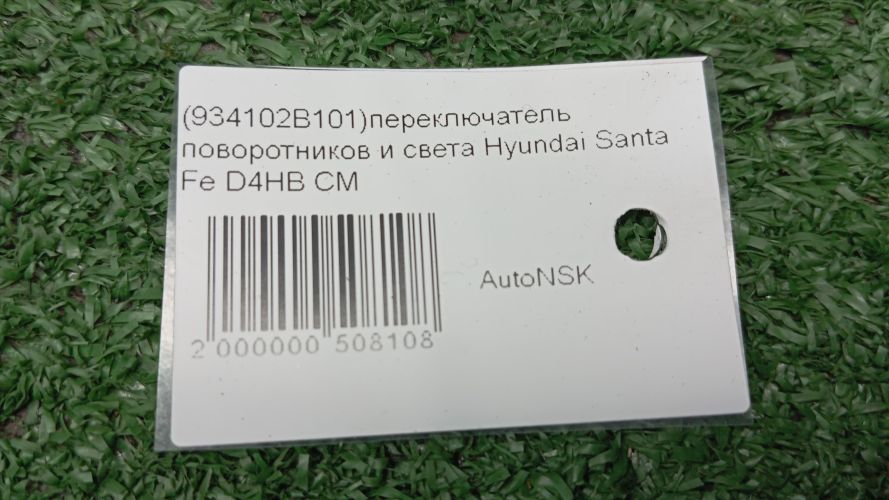 (934102B101)переключатель
поворотников и света Hyundai Santa
Fe D4HB CM
AutoNSK
2 000000 508108